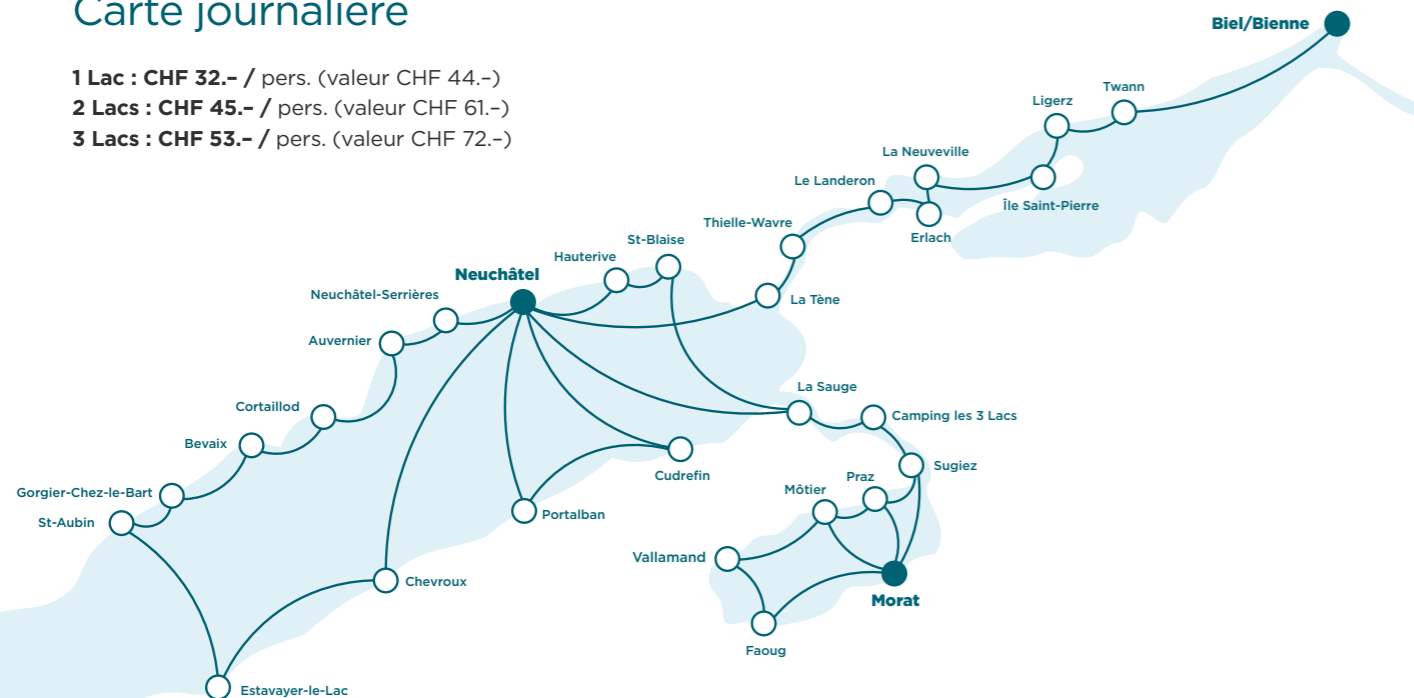 Carte journalière
1 Lac : CHF 32.– / pers. (valeur CHF 44.–)
2 Lacs : CHF 45.– / pers. (valeur CHF 61.–)
3 Lacs : CHF 53.– / pers. (valeur CHF 72.–)
Biel/Bienne
Twann
Ligerz
La Neuveville
Le Landeron
Île Saint-Pierre
Erlach
Thielle-Wavre
St-Blaise
Hauterive
Neuchâtel
La Tène
Neuchâtel-Serrières
Auvernier
La Sauge
Camping les 3 Lacs
Cortaillod
Bevaix
Cudrefin
Sugiez
Praz
Môtier
Gorgier-Chez-le-Bart
St-Aubin
Portalban
Vallamand
Chevroux
Morat
Faoug
Estavayer-le-Lac